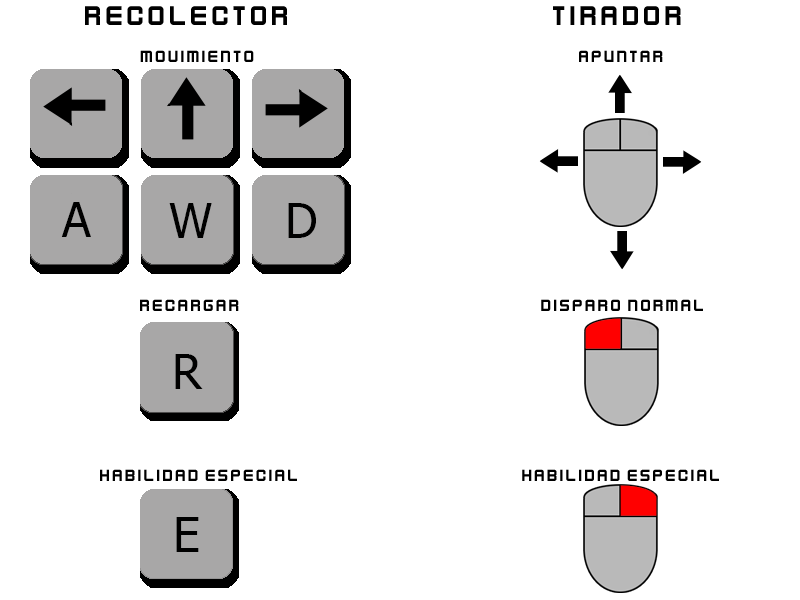 RECOLECTOR
MOVIMIENTO
A W D
RECARGAR
R
HABILIDAD ESPECIAL
E
TIRADOR
APUNTAR
DISPARO NORMAL
HABILIDAD ESPECIAL